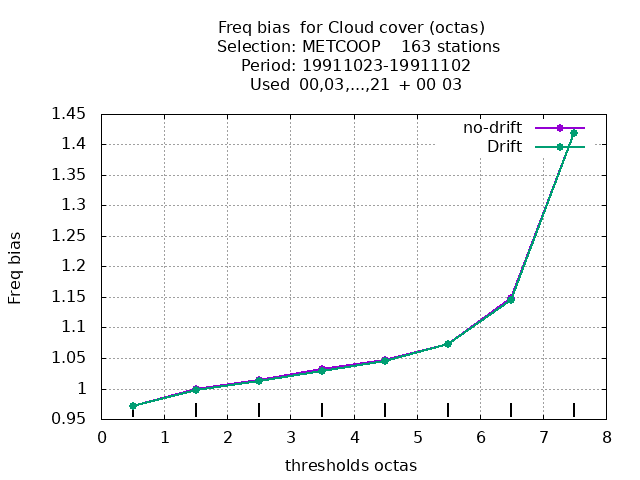 Freq bias  for Cloud cover (octas)
Selection: METCOOP    163 stations
Period: 19911023-19911102
Used  00,03,...,21  + 00 03
no-drift
Drift
1.45
1.4
1.35
1.3
1.25
1.2
1.15
1.1
1.05
1
0.95
Freq bias
0 1 2 3 4 5 6 7 8
thresholds octas